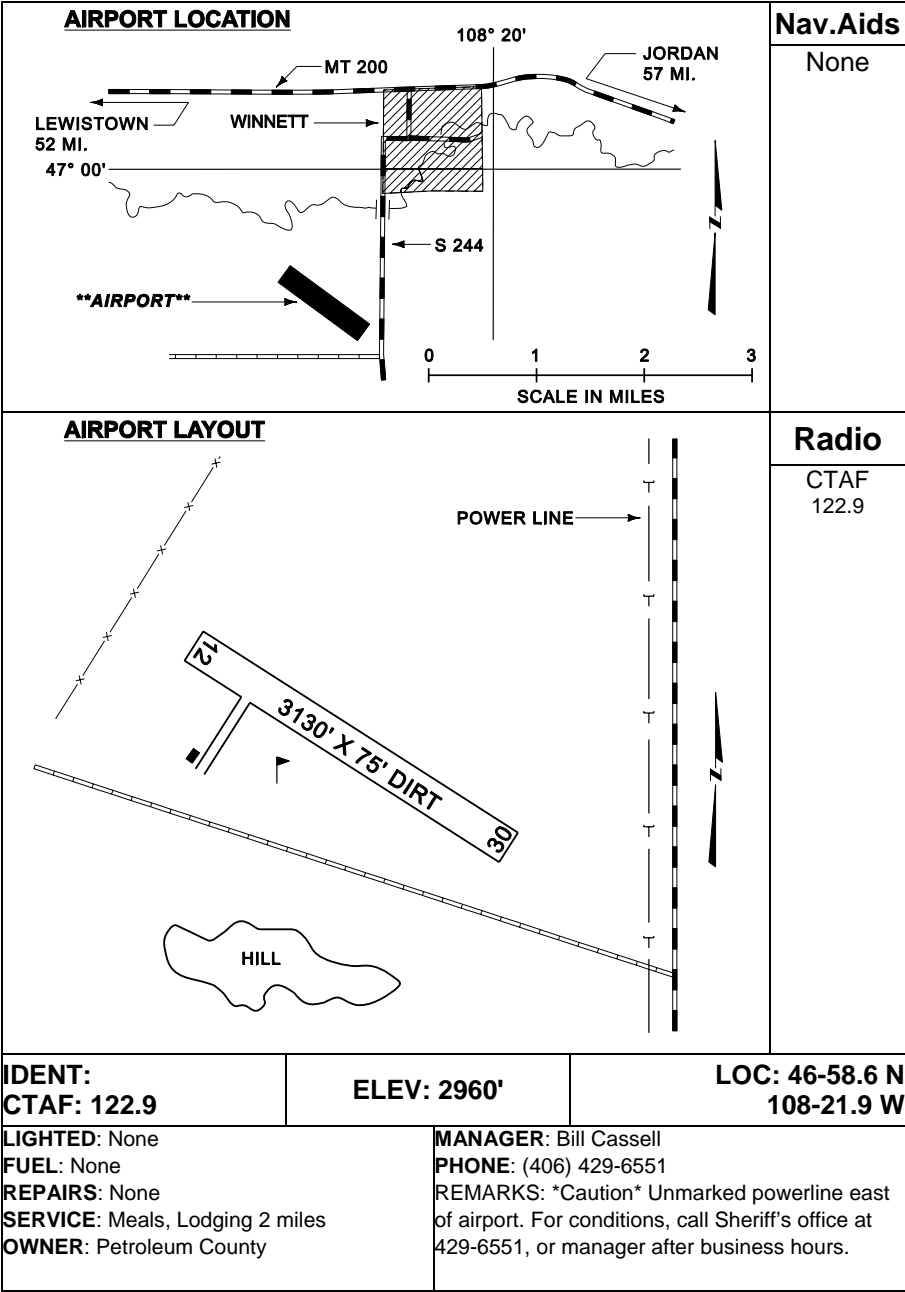 AIRPORT LOCATION
108° 20'
MT 200
JORDAN
57 MI.
LEWISTOWN
52 MI.
WINNETT
47° 00'
N
S 244
**AIRPORT**
0 1 2 3
SCALE IN MILES
Nav.Aids
None
AIRPORT LAYOUT
POWER LINE
12
3130' X 75' DIRT
30
N
HILL
Radio
CTAF
122.9
IDENT:
CTAF: 122.9
ELEV: 2960'
LOC: 46-58.6 N
108-21.9 W
LIGHTED: None
FUEL: None
REPAIRS: None
SERVICE: Meals, Lodging 2 miles
OWNER: Petroleum County
MANAGER: Bill Cassell
PHONE: (406) 429-6551
REMARKS: *Caution* Unmarked powerline east
of airport. For conditions, call Sheriff's office at
429-6551, or manager after business hours.